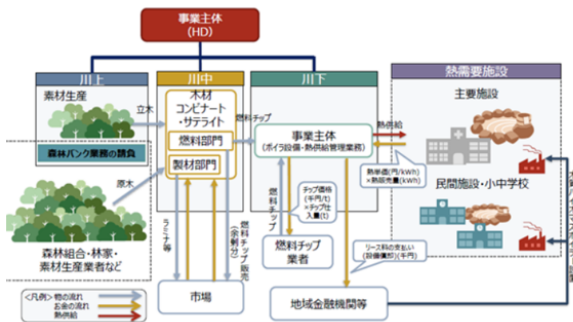 事業主体
(HD)
川上
川中
川下
熱需要施設
素材生産
立木
森林バンク業務の請負
原木
森林組合・林家・
素材生産業者など
木材
コンビナート
・サテライト
燃料部門
製材部門
燃料チップ
事業主体
(ボイラ設備・熱供給管理業務)
熱供給
主要施設
熱単価(円/kWh)
×熱販売量(kWh)
民間施設・小中学校
ラミナ等
燃料チップ販売
(余剰分)
燃料チップ
チップ価格
(千円/t)
×チップ仕
入量(t)
燃料チップ
業者
リース料の支払い
(設備償却)(千円)
市場
地域金融機関等
<凡例>物の流れ
お金の流れ
熱供給